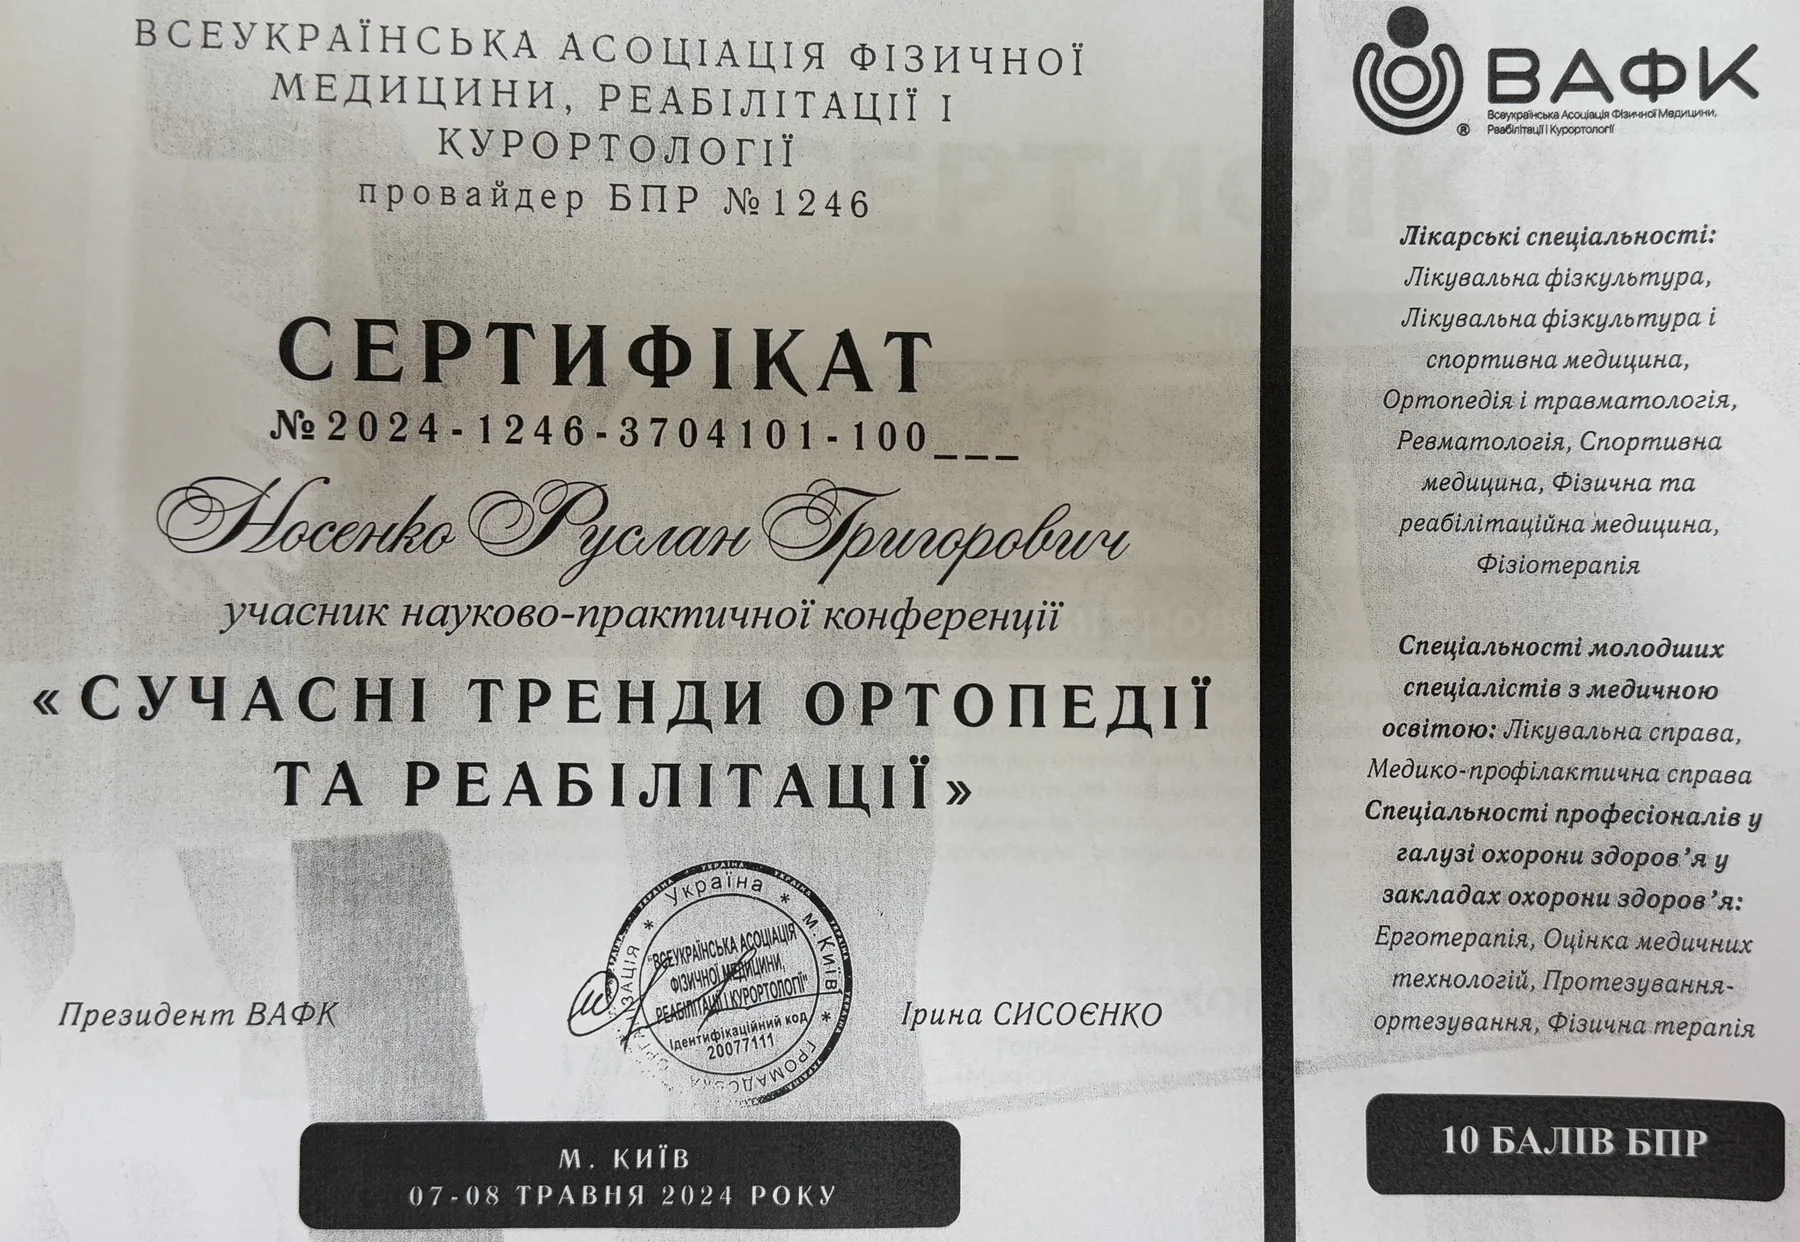 ВСЕУКРАЇНСЬКА АСОЦІАЦІЯ ФІЗИЧНОЇ
МЕДИЦИНИ, РЕАБІЛІТАЦІЇ І
КУРОРТОЛОГІЇ
провайдер БПР №1246
СЕРТИФІКАТ
№2024-1246-3704101-100___
Носенко Руслан Григорович
учасник науково-практичної конференції
«СУЧАСНІ ТРЕНДИ ОРТОПЕДІЇ
ТА РЕАБІЛІТАЦІЇ»
Президент ВАФК
Україна * м. Київ * ГРОМАДСЬКА ОРГАНІЗАЦІЯ *
"ВСЕУКРАЇНСЬКА АСОЦІАЦІЯ
ФІЗИЧНОЇ МЕДИЦИНИ,
РЕАБІЛІТАЦІЇ І КУРОРТОЛОГІЇ"
Ідентифікаційний код
20077111
Ірина СИСОЄНКО
М. КИЇВ
07-08 ТРАВНЯ 2024 РОКУ
ВАФК
Всеукраїнська Асоціація Фізичної Медицини,
Реабілітації і Курортології
®
Лікарські спеціальності:
Лікувальна фізкультура,
Лікувальна фізкультура і
спортивна медицина,
Ортопедія і травматологія,
Ревматологія, Спортивна
медицина, Фізична та
реабілітаційна медицина,
Фізіотерапія
Спеціальності молодших
спеціалістів з медичною
освітою: Лікувальна справа,
Медико-профілактична справа
Спеціальності професіоналів у
галузі охорони здоров’я у
закладах охорони здоров’я:
Ерготерапія, Оцінка медичних
технологій, Протезування-
ортезування, Фізична терапія
10 БАЛІВ БПР